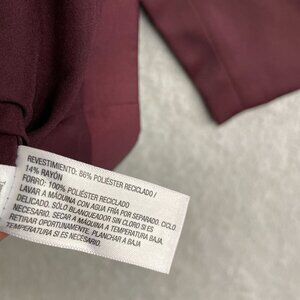 REVESTIMIENTO: 86% POLIÉSTER RECICLADO /
14% RAYÓN
FORRO: 100% POLIÉSTER RECICLADO
LAVAR A MÁQUINA CON AGUA FRÍA POR SEPARADO. CICLO
DELICADO. SÓLO BLANQUEADOR SIN CLORO SI ES
NECESARIO. SECAR A MÁQUINA A TEMPERATURA BAJA.
RETIRAR OPORTUNAMENTE. PLANCHAR A BAJA
TEMPERATURA SI ES NECESARIO.